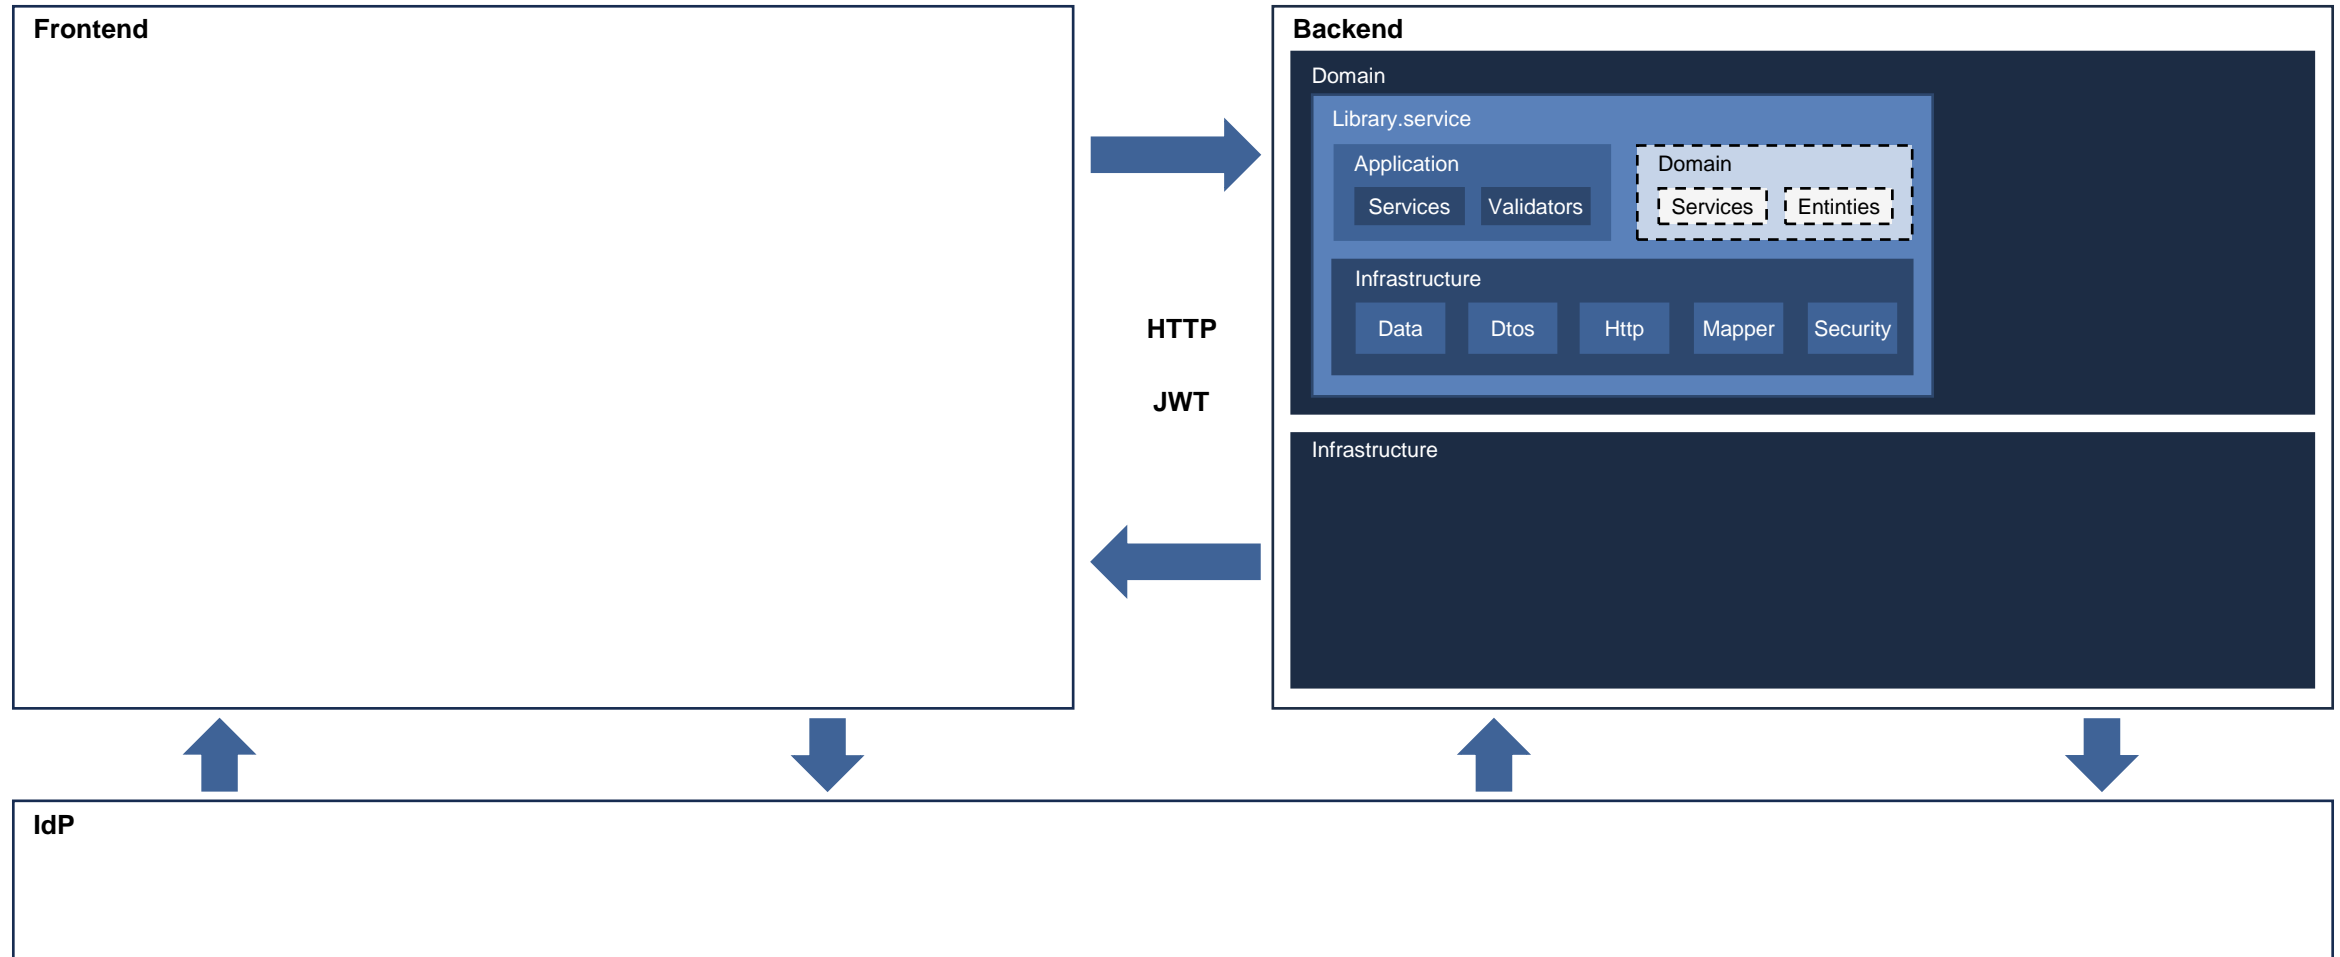 Frontend
Backend
Domain
Library.service
Application
Domain
Services
Validators
Services
Entinties
Infrastructure
Data
Dtos
Http
Mapper
Security
HTTP
JWT
Infrastructure
IdP